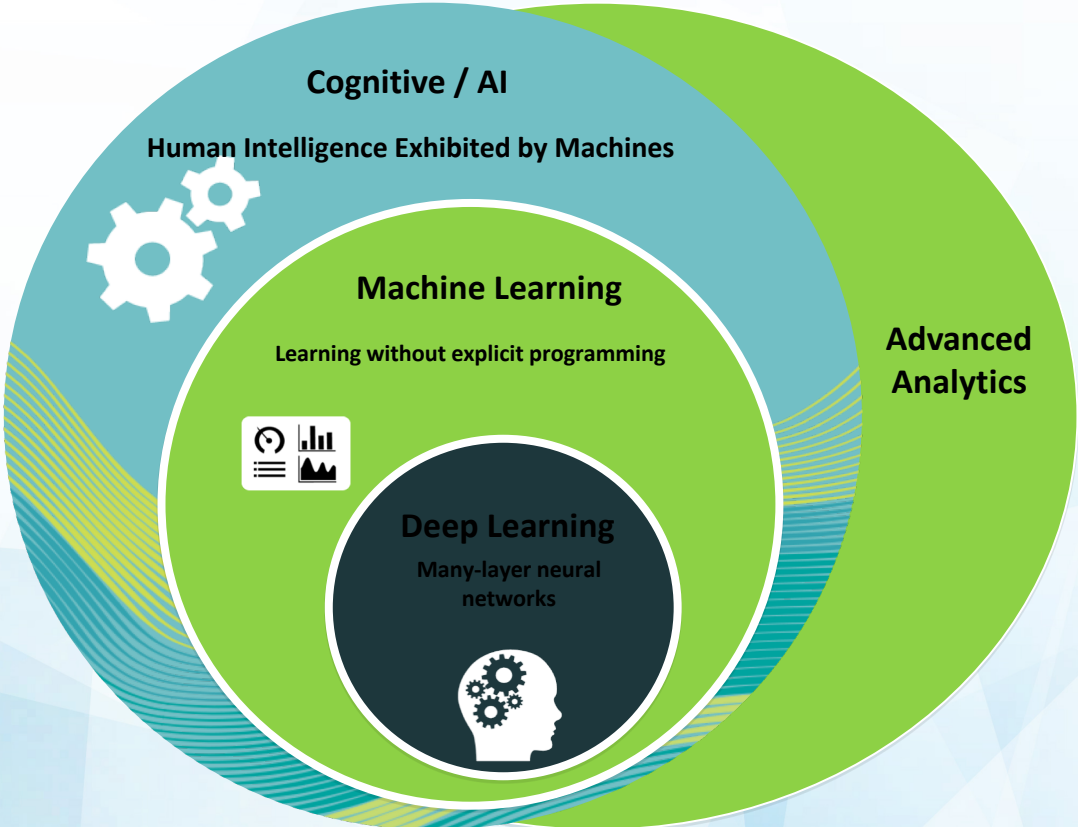 Cognitive / AI
Human Intelligence Exhibited by Machines
Machine Learning
Learning without explicit programming
Advanced
Analytics
Deep Learning
Many-layer neural
networks